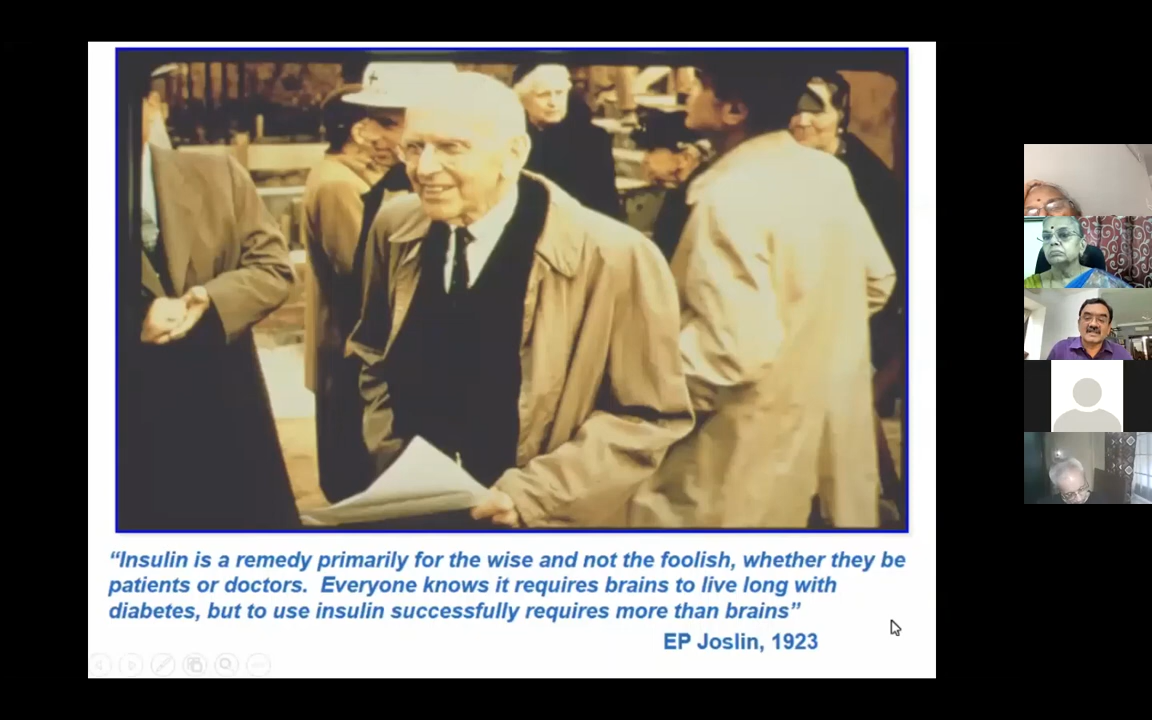 “Insulin is a remedy primarily for the wise and not the foolish, whether they be
patients or doctors.  Everyone knows it requires brains to live long with
diabetes, but to use insulin successfully requires more than brains”
EP Joslin, 1923